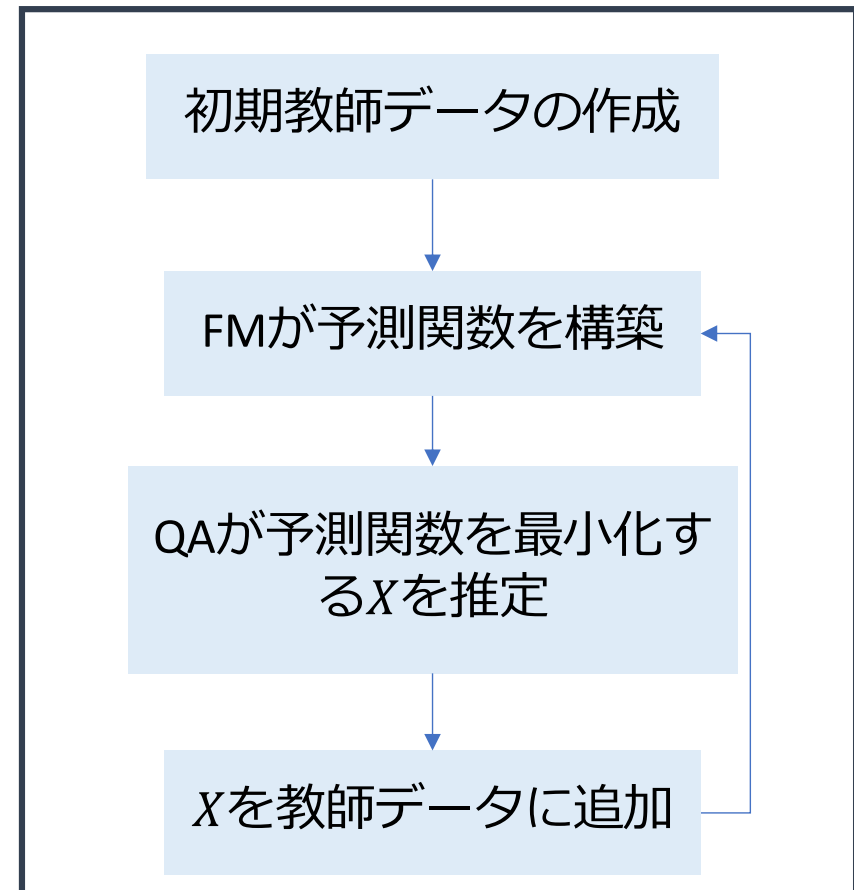 初期教師データの作成
FMが予測関数を構築
QAが予測関数を最小化す
るXを推定
Xを教師データに追加